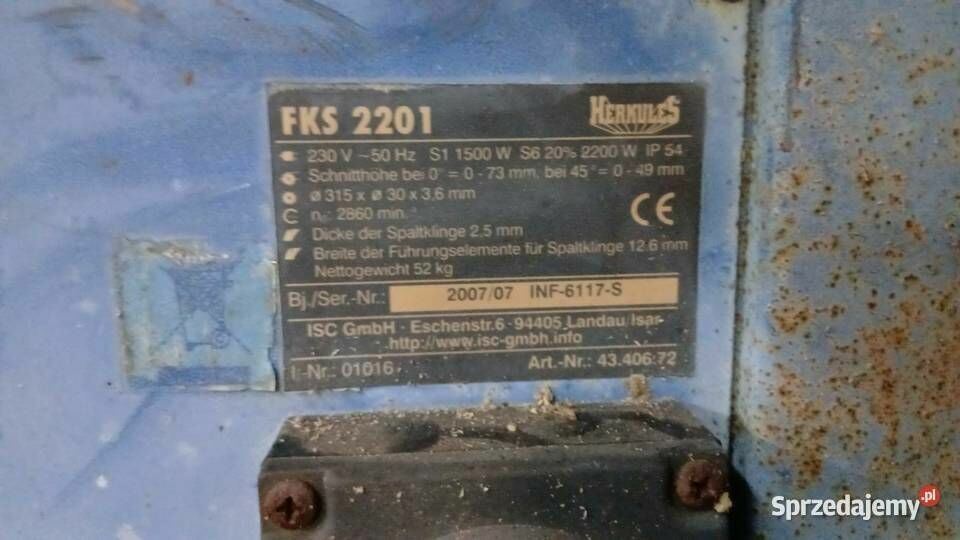 FKS 2201 HERKULES
230 V ~50 Hz S1 1500 W S6 20% 2200 W IP 54
Schnitthöhe bei 0° = 0 - 73 mm, bei 45° = 0 - 49 mm
ø 315 x ø 30 x 3,6 mm
n₀: 2860 min.⁻¹ CE
Dicke der Spaltklinge 2,5 mm
Breite der Führungselemente für Spaltklinge 12,6 mm
Nettogewicht 52 kg
Bj./Ser.-Nr.: 2007/07 INF-6117-S
ISC GmbH · Eschenstr.6 · 94405 Landau/Isar
http://www.isc-gmbh.info
I.-Nr.: 01016 Art.-Nr.: 43.406.72
Sprzedajemy.pl